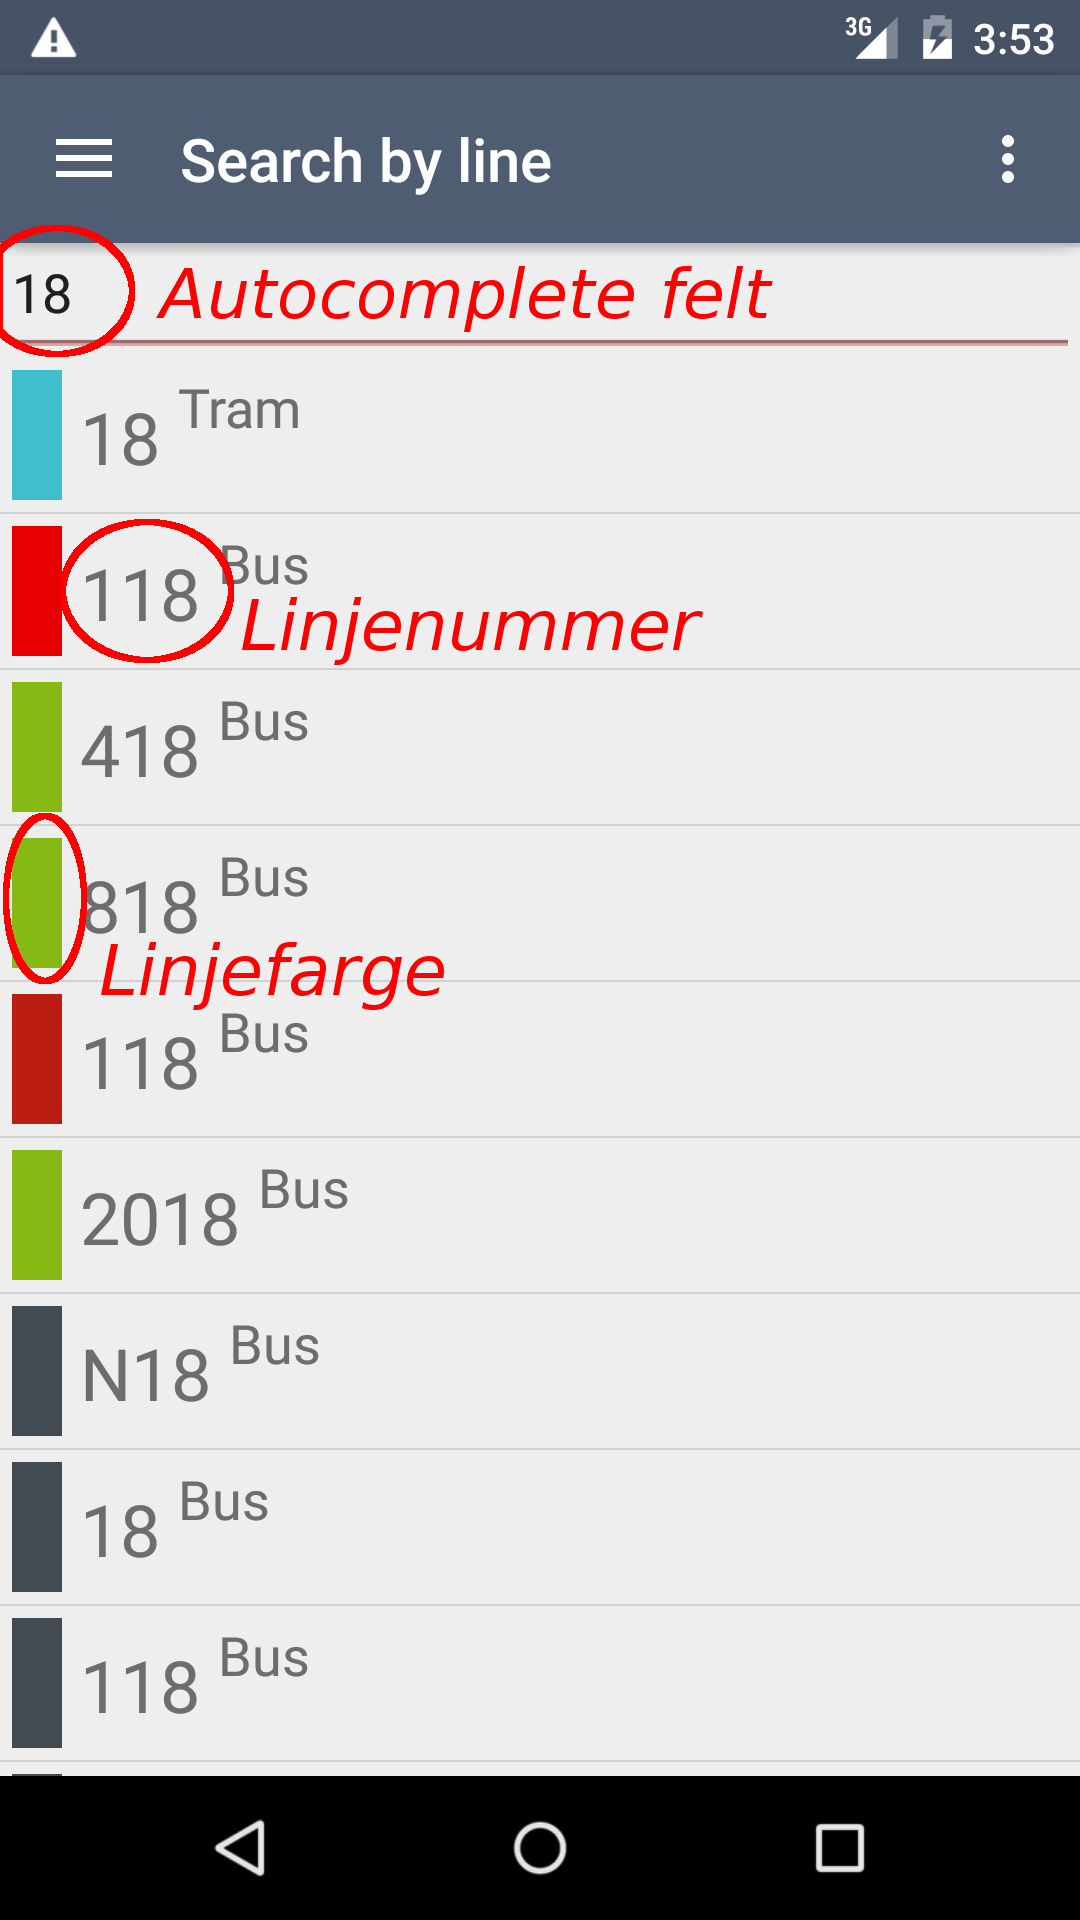 3G 3:53
Search by line
18 Autocomplete felt
18 Tram
118 Bus
Linjenummer
418 Bus
818 Bus
Linjefarge
118 Bus
2018 Bus
N18 Bus
18 Bus
118 Bus